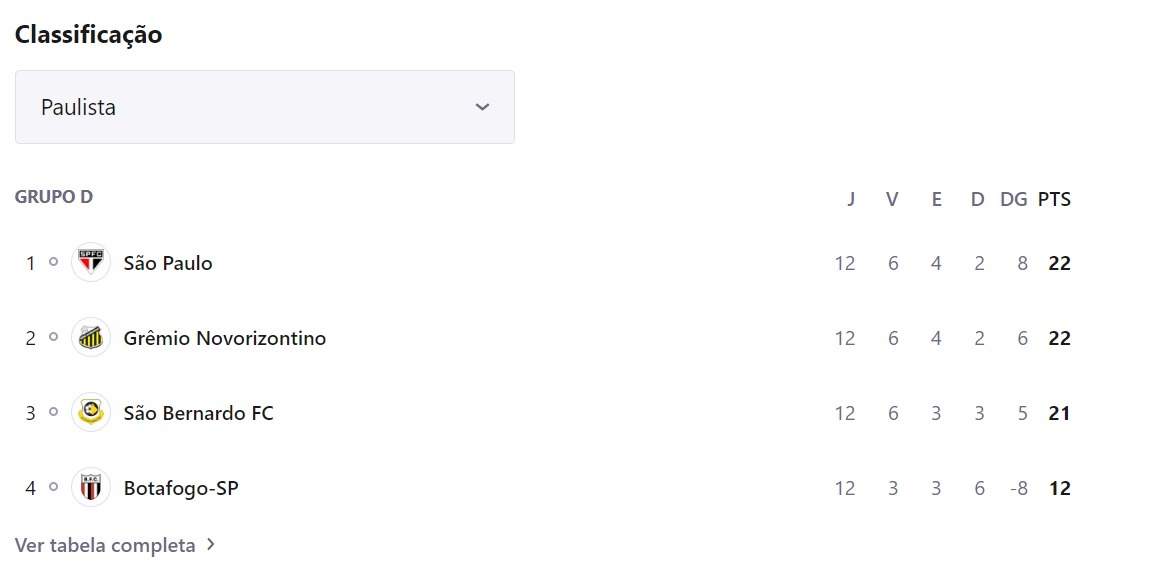 Classificação
Paulista
GRUPO D J V E D DG PTS
1 SPFC São Paulo 12 6 4 2 8 22
2 Grêmio Novorizontino 12 6 4 2 6 22
3 São Bernardo FC 12 6 3 3 5 21
4 B.F.C. Botafogo-SP 12 3 3 6 -8 12
Ver tabela completa